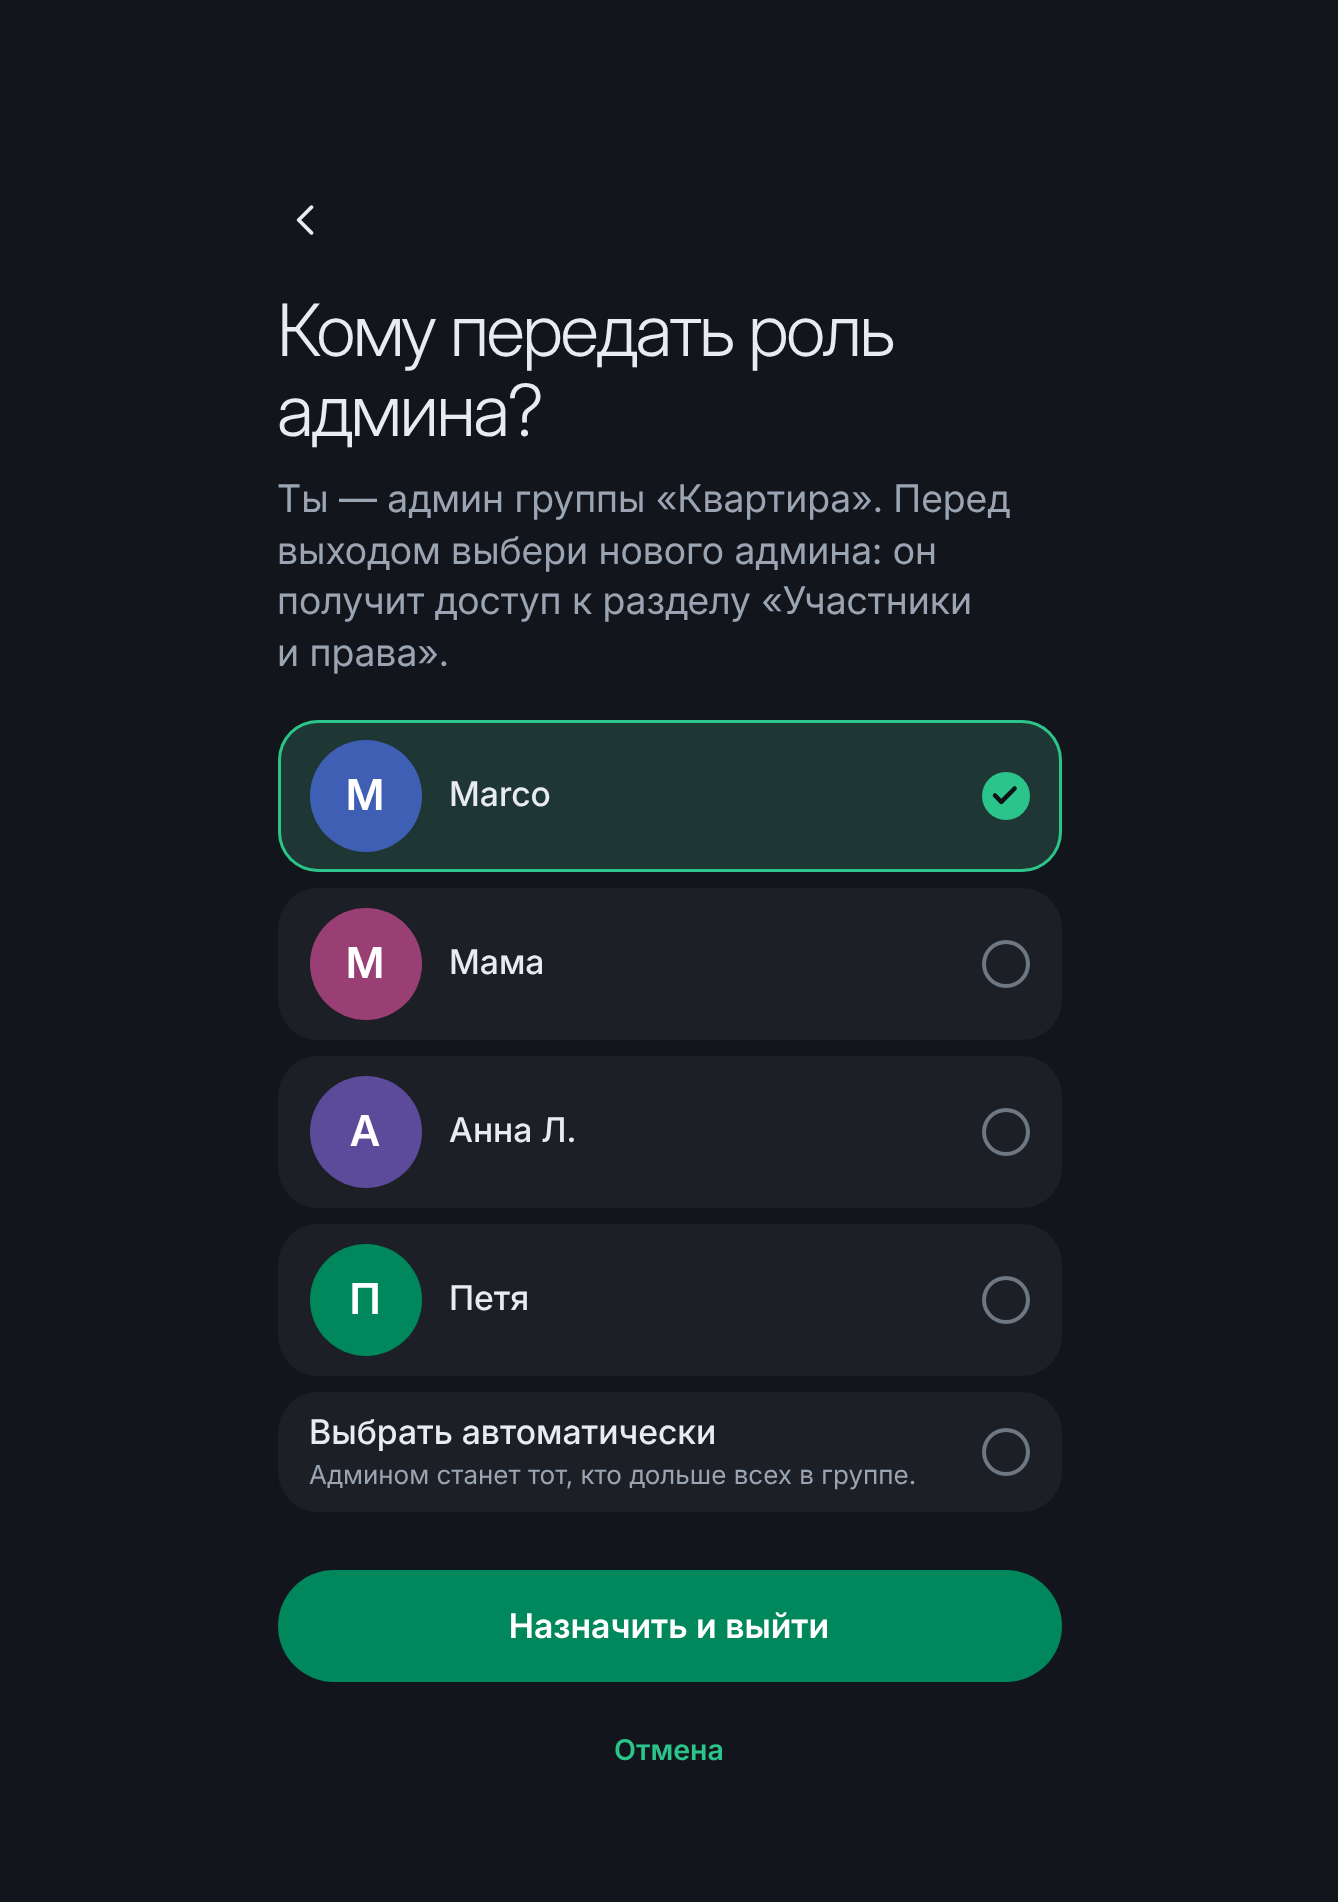 Кому передать роль
админа?
Ты — админ группы «Квартира». Перед
выходом выбери нового админа: он
получит доступ к разделу «Участники
и права».
M
Marco
М
Мама
А
Анна Л.
П
Петя
Выбрать автоматически
Админом станет тот, кто дольше всех в группе.
Назначить и выйти
Отмена